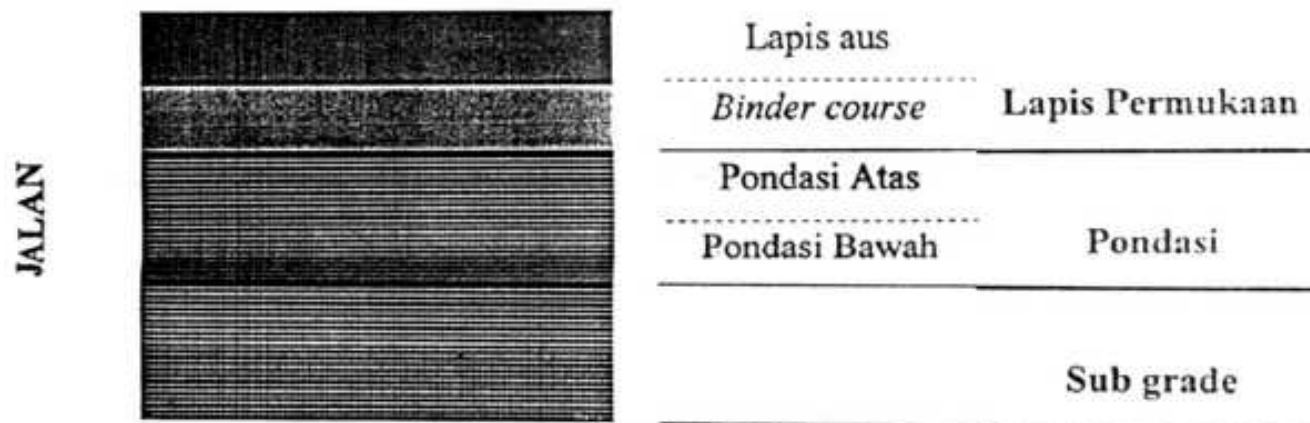 JALAN
Lapis aus
Binder course
Lapis Permukaan
Pondasi Atas
Pondasi Bawah
Pondasi
Sub grade